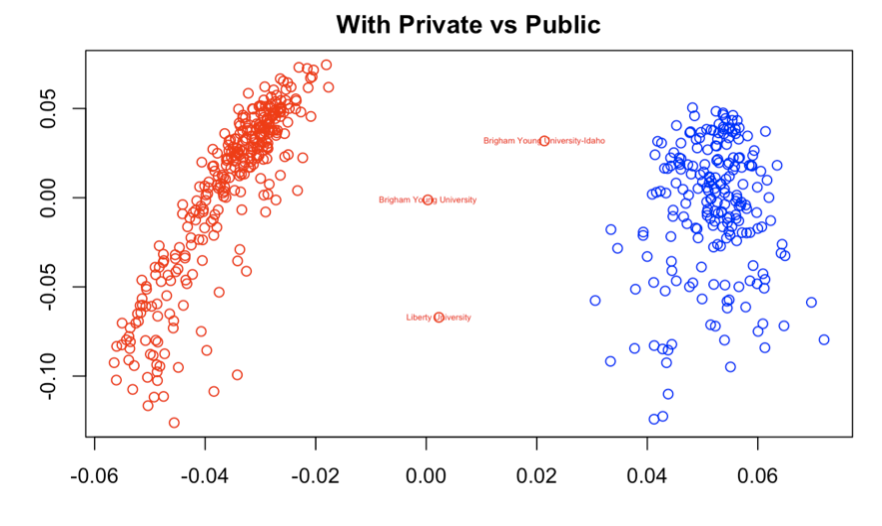 With Private vs Public
0.05
0.00
-0.05
-0.10
Brigham Young University-Idaho
Brigham Young University
Liberty University
-0.06 -0.04 -0.02 0.00 0.02 0.04 0.06